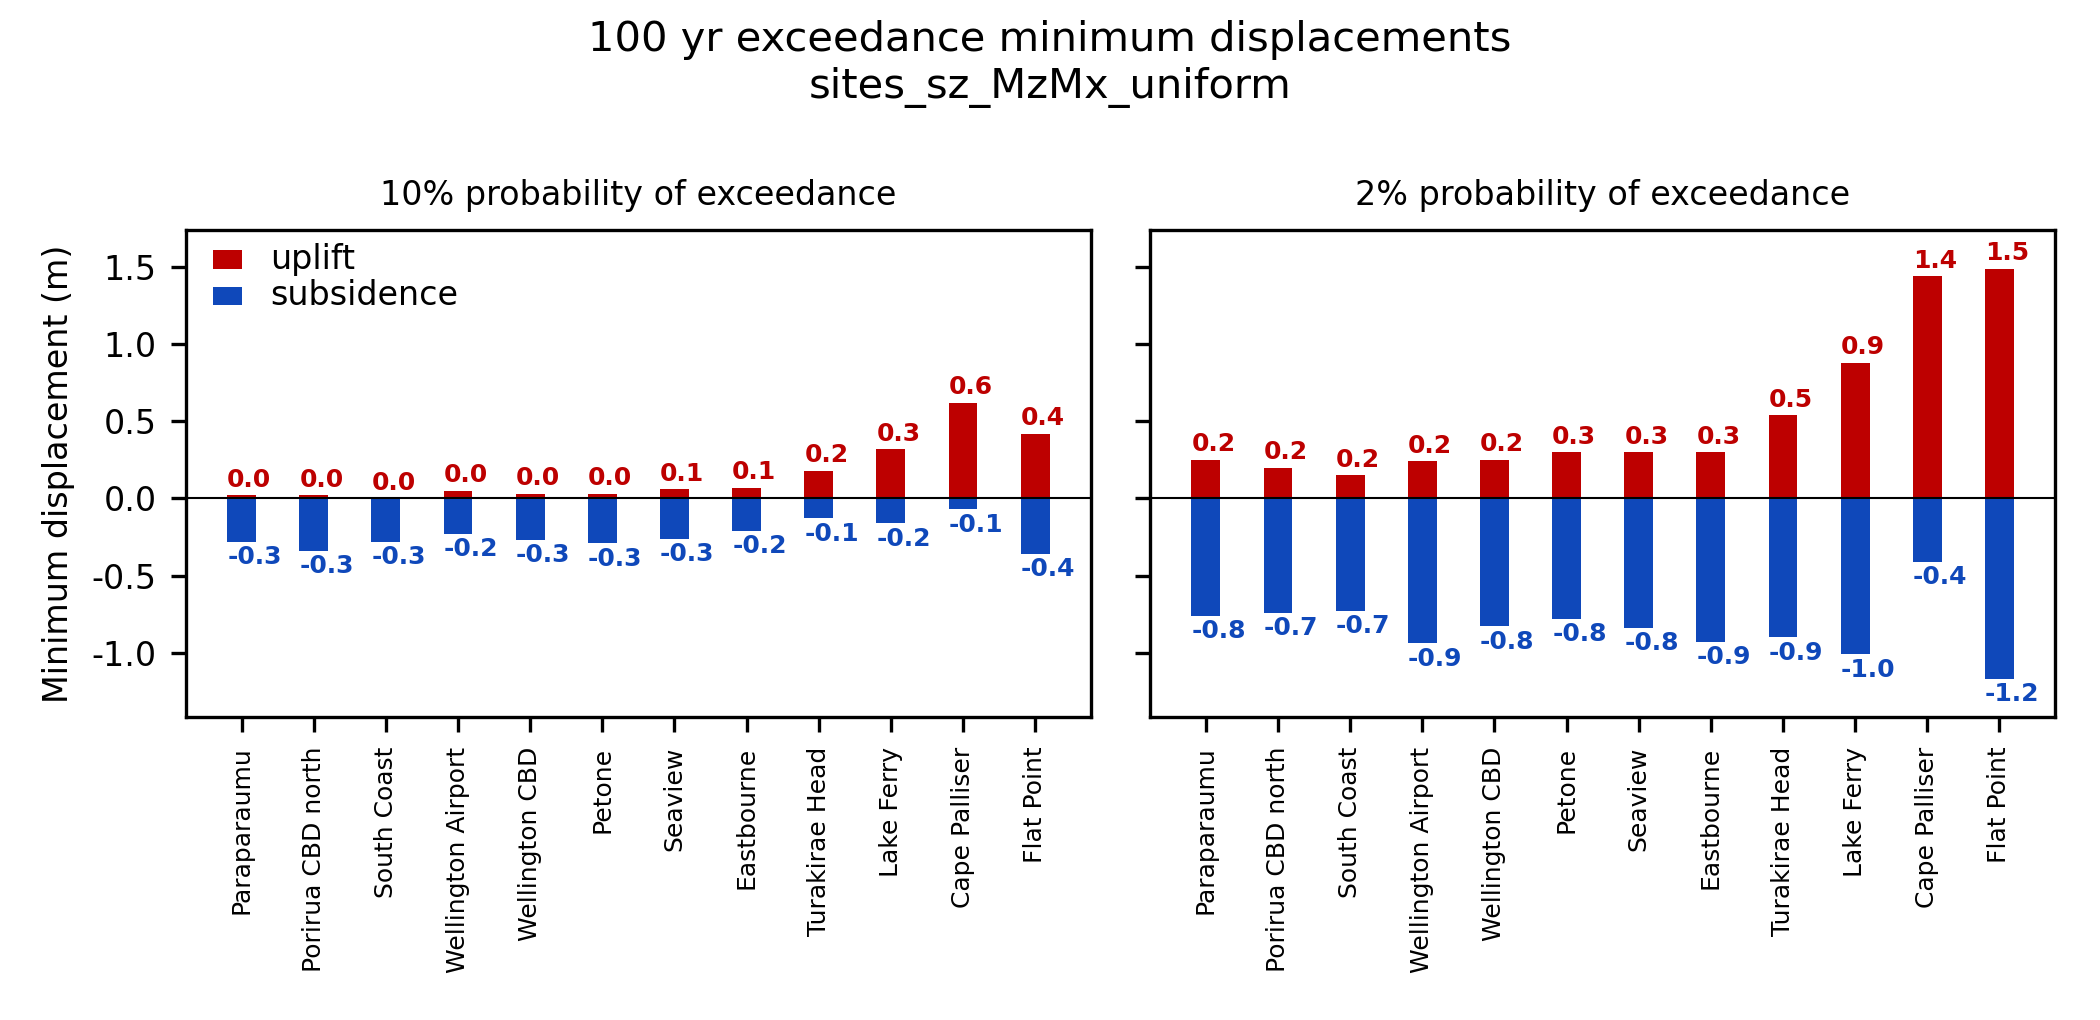 100 yr exceedance minimum displacements
sites_sz_MzMx_uniform
10% probability of exceedance
2% probability of exceedance
Minimum displacement (m)
1.5
1.0
0.5
0.0
-0.5
-1.0
uplift
subsidence
0.0 0.0 0.0 0.0 0.0 0.0 0.1 0.1 0.2 0.3 0.6 0.4
-0.3 -0.3 -0.3 -0.2 -0.3 -0.3 -0.3 -0.2 -0.1 -0.2 -0.1 -0.4
Paraparaumu
Porirua CBD north
South Coast
Wellington Airport
Wellington CBD
Petone
Seaview
Eastbourne
Turakirae Head
Lake Ferry
Cape Palliser
Flat Point
0.2 0.2 0.2 0.2 0.2 0.3 0.3 0.3 0.5 0.9 1.4 1.5
-0.8 -0.7 -0.7 -0.9 -0.8 -0.8 -0.8 -0.9 -0.9 -1.0 -0.4 -1.2
Paraparaumu
Porirua CBD north
South Coast
Wellington Airport
Wellington CBD
Petone
Seaview
Eastbourne
Turakirae Head
Lake Ferry
Cape Palliser
Flat Point